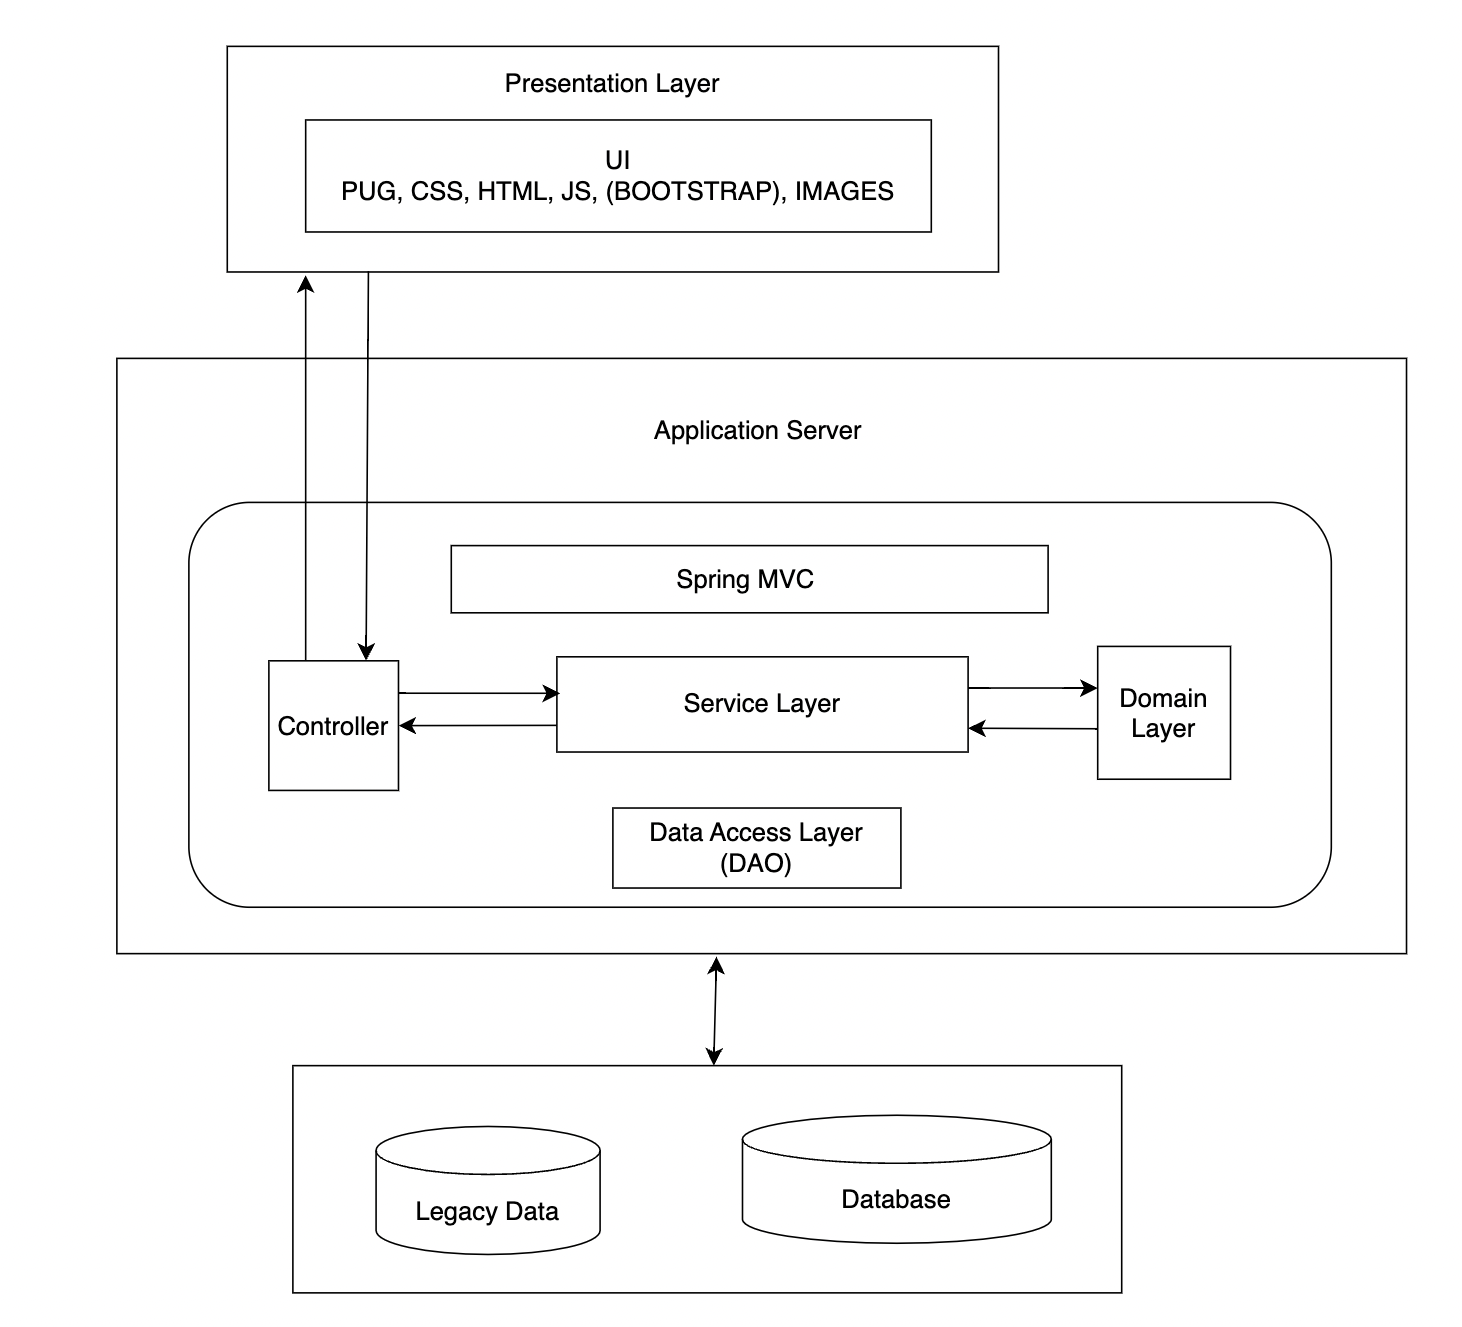 Presentation Layer
UI
PUG, CSS, HTML, JS, (BOOTSTRAP), IMAGES
Application Server
Spring MVC
Controller
Service Layer
Domain
Layer
Data Access Layer
(DAO)
Legacy Data
Database